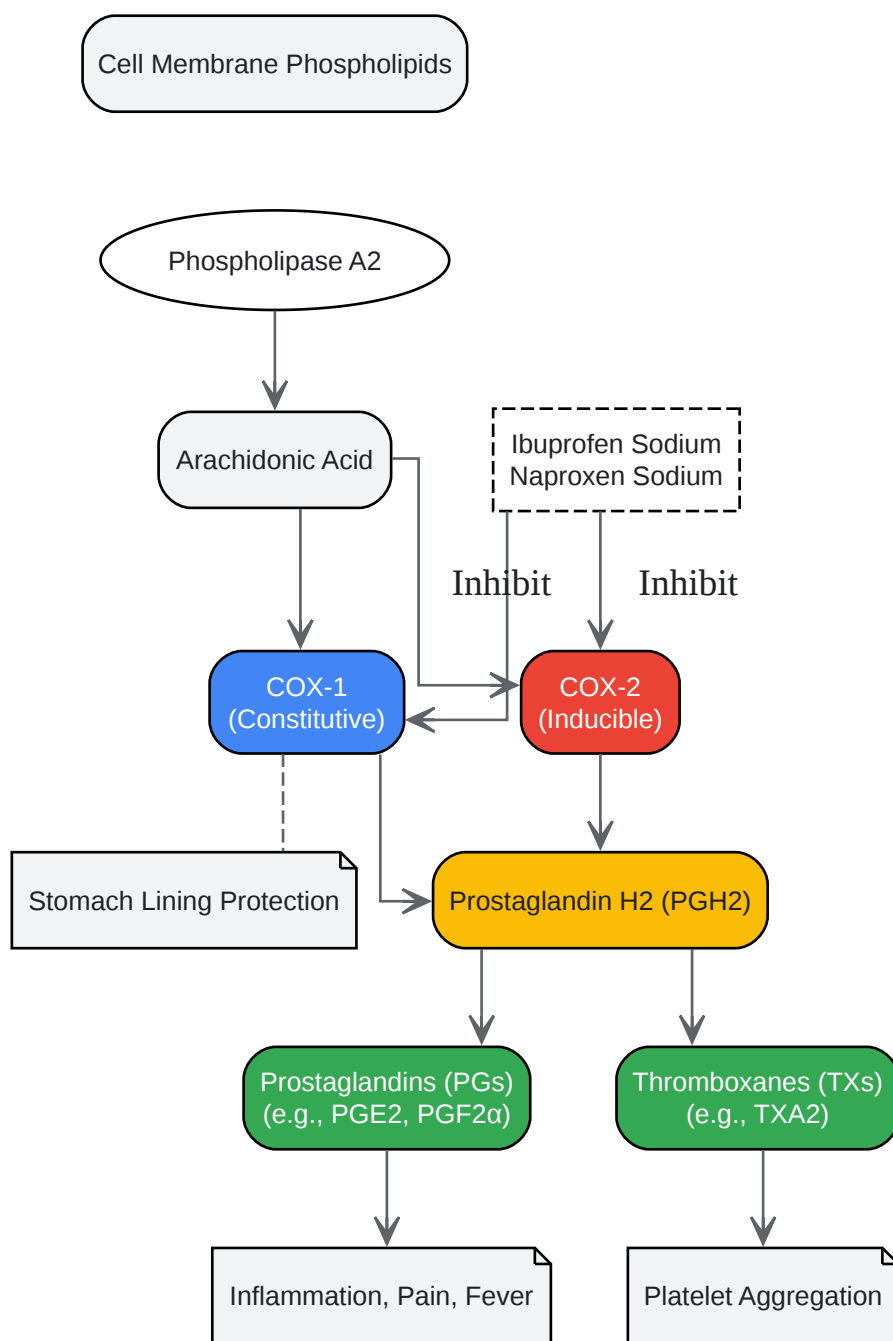 Cell Membrane Phospholipids
Phospholipase A2
Arachidonic Acid
Ibuprofen Sodium
Naproxen Sodium
Inhibit
Inhibit
COX-1
(Constitutive)
COX-2
(Inducible)
Stomach Lining Protection
Prostaglandin H2 (PGH2)
Prostaglandins (PGs)
(e.g., PGE2, PGF2α)
Thromboxanes (TXs)
(e.g., TXA2)
Inflammation, Pain, Fever
Platelet Aggregation